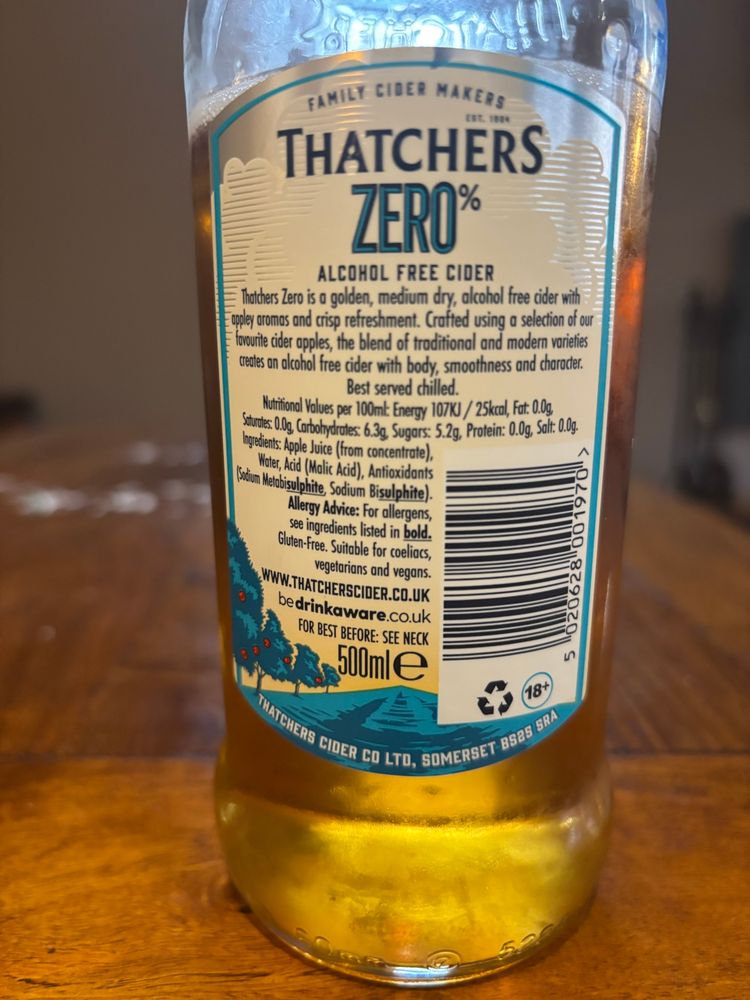 FAMILY CIDER MAKERS
EST. 1904
THATCHERS
ZERO%
ALCOHOL FREE CIDER
Thatchers Zero is a golden, medium dry, alcohol free cider with
appley aromas and crisp refreshment. Crafted using a selection of our
favourite cider apples, the blend of traditional and modern varieties
creates an alcohol free cider with body, smoothness and character.
Best served chilled.
Nutritional Values per 100ml: Energy 107KJ / 25kcal, Fat: 0.0g,
Saturates: 0.0g, Carbohydrates: 6.3g, Sugars: 5.2g, Protein: 0.0g, Salt: 0.0g.
Ingredients: Apple Juice (from concentrate),
Water, Acid (Malic Acid), Antioxidants
(Sodium Metabisulphite, Sodium Bisulphite).
Allergy Advice: For allergens,
see ingredients listed in bold.
Gluten-Free. Suitable for coeliacs,
vegetarians and vegans.
WWW.THATCHERSCIDER.CO.UK
bedrinkaware.co.uk
FOR BEST BEFORE: SEE NECK
500ml e
5 020628 001970 >
18+
THATCHERS CIDER CO LTD, SOMERSET BS25 5RA